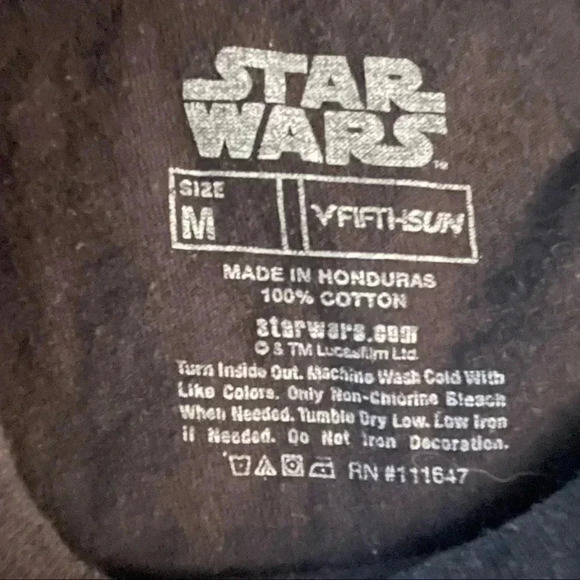 STAR
WARS
TM
SIZE
M
FIFTHSUN
MADE IN HONDURAS
100% COTTON
starwars.com
© & TM Lucasfilm Ltd.
Turn Inside Out. Machine Wash Cold With
Like Colors. Only Non-Chlorine Bleach
When Needed. Tumble Dry Low. Low Iron
if Needed. Do Not Iron Decoration.
RN #111647